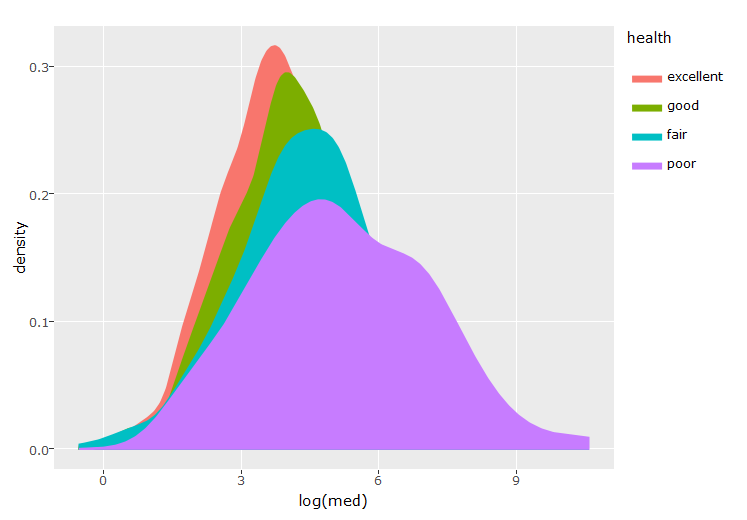 health
excellent
good
fair
poor
density
0.3
0.2
0.1
0.0
0 3 6 9
log(med)